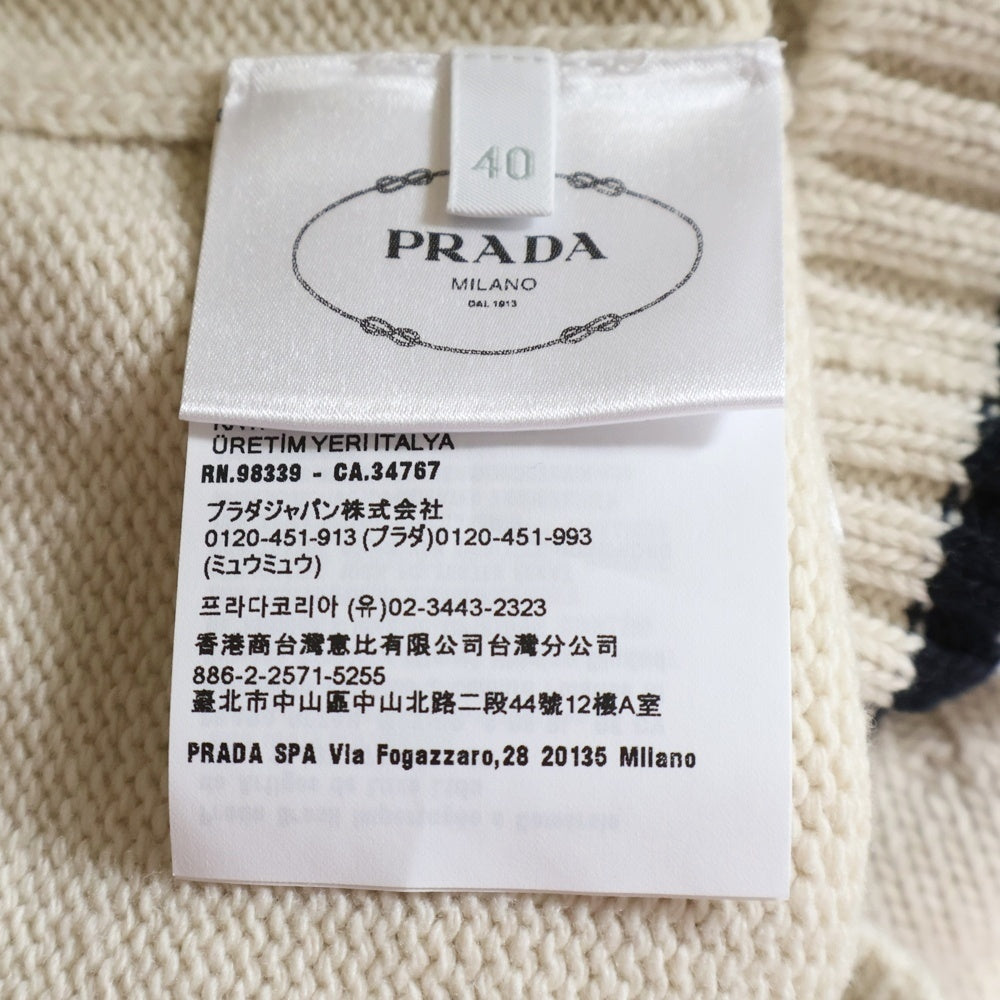 40
PRADA
MILANO
DAL 1913
ÜRETİM YERI ITALYA
RN.98339 - CA.34767
プラダジャパン株式会社
0120-451-913 (プラダ)0120-451-993
(ミュウミュウ)
프라다코리아 (유)02-3443-2323
香港商台灣惠比有限公司台灣分公司
886-2-2571-5255
臺北市中山區中山北路二段44號12樓A室
PRADA SPA Via Fogazzaro,28 20135 Milano